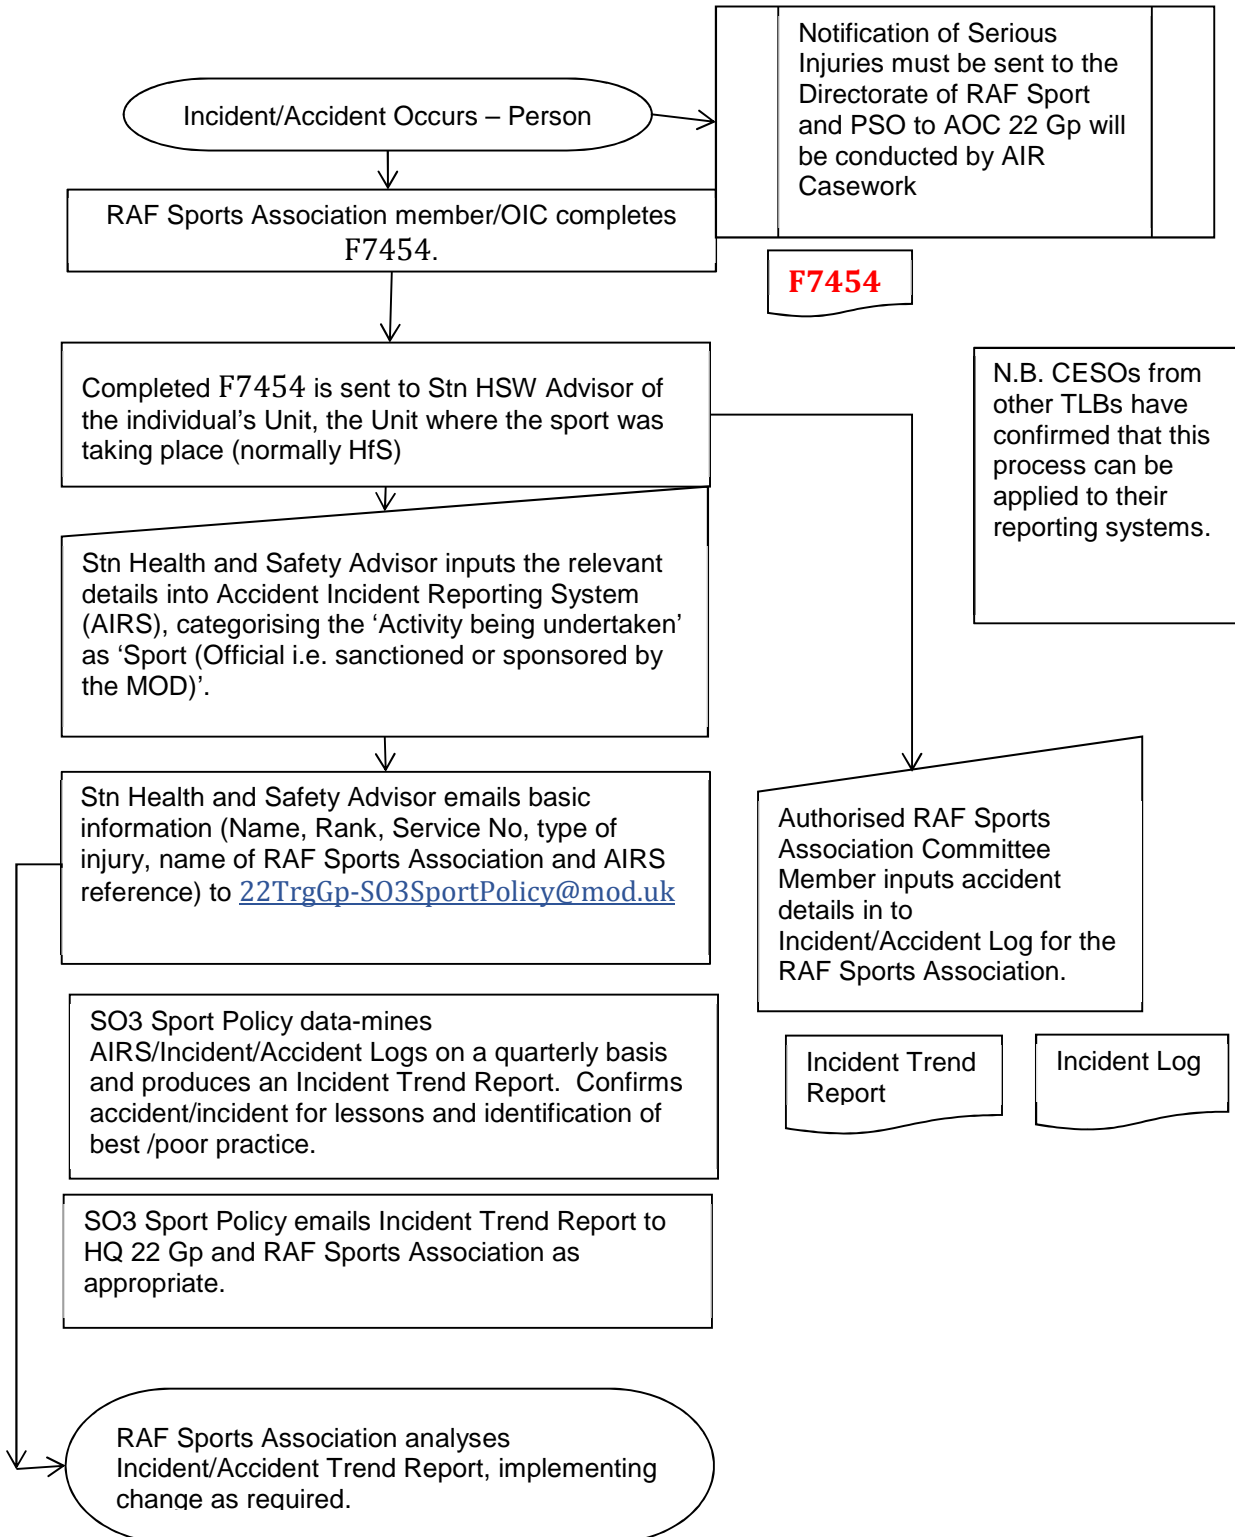 Notification of Serious
Injuries must be sent to the
Directorate of RAF Sport
and PSO to AOC 22 Gp will
be conducted by AIR
Casework
Incident/Accident Occurs – Person
RAF Sports Association member/OIC completes
F7454.
F7454
Completed F7454 is sent to Stn HSW Advisor of
the individual’s Unit, the Unit where the sport was
taking place (normally HfS)
N.B. CESOs from
other TLBs have
confirmed that this
process can be
applied to their
reporting systems.
Stn Health and Safety Advisor inputs the relevant
details into Accident Incident Reporting System
(AIRS), categorising the ‘Activity being undertaken’
as ‘Sport (Official i.e. sanctioned or sponsored by
the MOD)’.
Stn Health and Safety Advisor emails basic
information (Name, Rank, Service No, type of
injury, name of RAF Sports Association and AIRS
reference) to 22TrgGp-SO3SportPolicy@mod.uk
Authorised RAF Sports
Association Committee
Member inputs accident
details in to
Incident/Accident Log for the
RAF Sports Association.
SO3 Sport Policy data-mines
AIRS/Incident/Accident Logs on a quarterly basis
and produces an Incident Trend Report.  Confirms
accident/incident for lessons and identification of
best /poor practice.
Incident Trend
Report
Incident Log
SO3 Sport Policy emails Incident Trend Report to
HQ 22 Gp and RAF Sports Association as
appropriate.
RAF Sports Association analyses
Incident/Accident Trend Report, implementing
change as required.